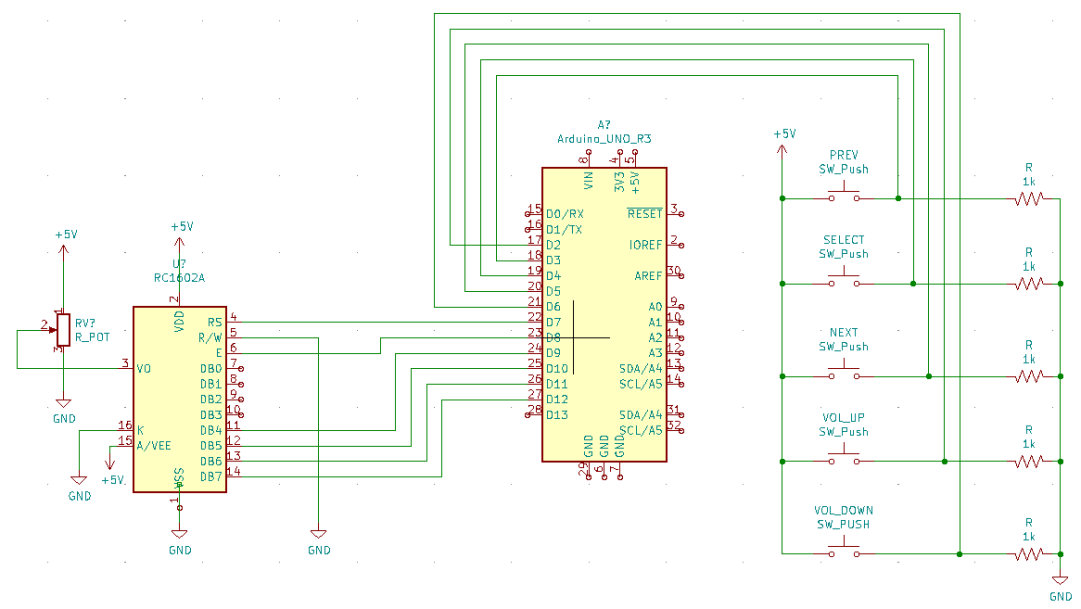 A?
Arduino_UNO_R3
8
4
5
VIN
3V3
+5V
15 D0/RX
16 D1/TX
17 D2
18 D3
19 D4
20 D5
21 D6
22 D7
23 D8
24 D9
25 D10
26 D11
27 D12
28 D13
RESET 3
IOREF 2
AREF 30
A0 9
A1 10
A2 11
A3 12
SDA/A4 13
SCL/A5 14
SDA/A4 31
SCL/A5 32
GND
GND
GND
29
6
7
+5V
RV?
R_POT
1
2
3
GND
+5V
U?
RC1602A
2
VDD
3 VO
16 K
15 A/VEE
GND
+5V
RS 4
R/W 5
E 6
DB0 7
DB1 8
DB2 9
DB3 10
DB4 11
DB5 12
DB6 13
DB7 14
VSS
1
GND
GND
+5V
PREV
SW_Push
R
1k
SELECT
SW_Push
R
1k
NEXT
SW_Push
R
1k
VOL_UP
SW_Push
R
1k
VOL_DOWN
SW_PUSH
R
1k
GND